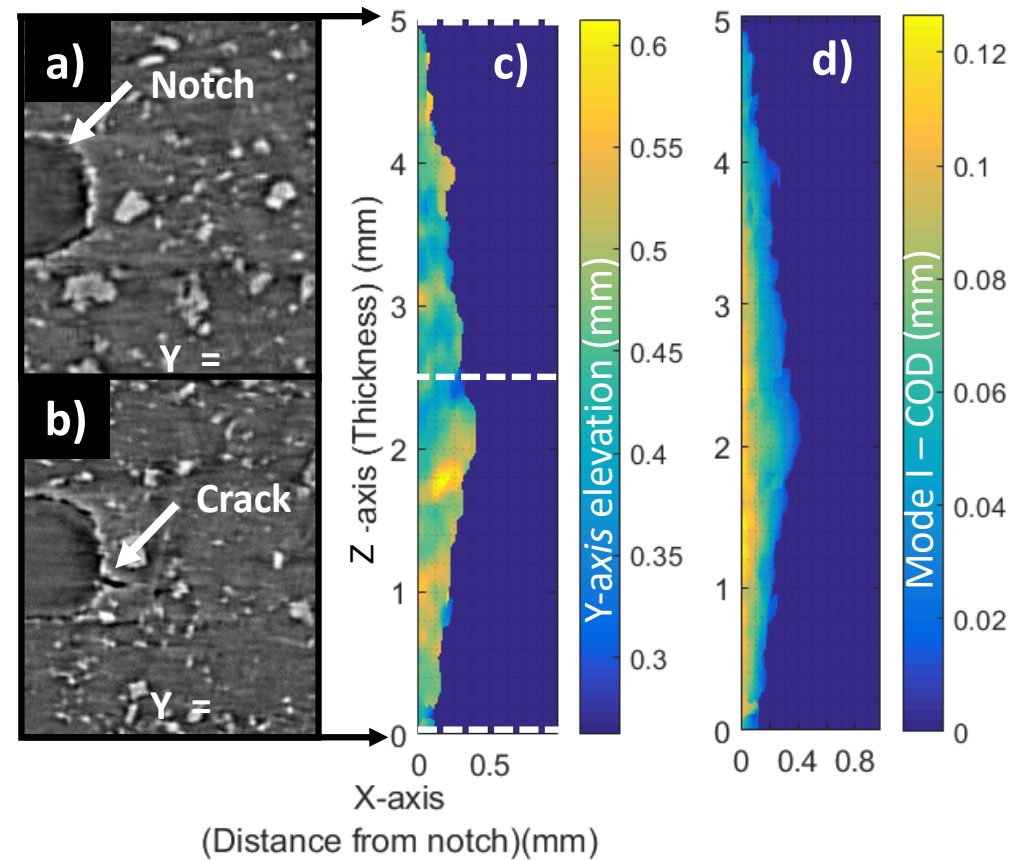 a)
Notch
Y =
b)
Crack
Y =
c)
5
4
3
2
1
0
Z -axis (Thickness) (mm)
0 0.5
X-axis
(Distance from notch)(mm)
0.6
0.55
0.5
0.45
0.4
0.35
0.3
Y-axis elevation (mm)
d)
5
4
3
2
1
0
0 0.4 0.8
0.12
0.1
0.08
0.06
0.04
0.02
0
Mode I – COD (mm)